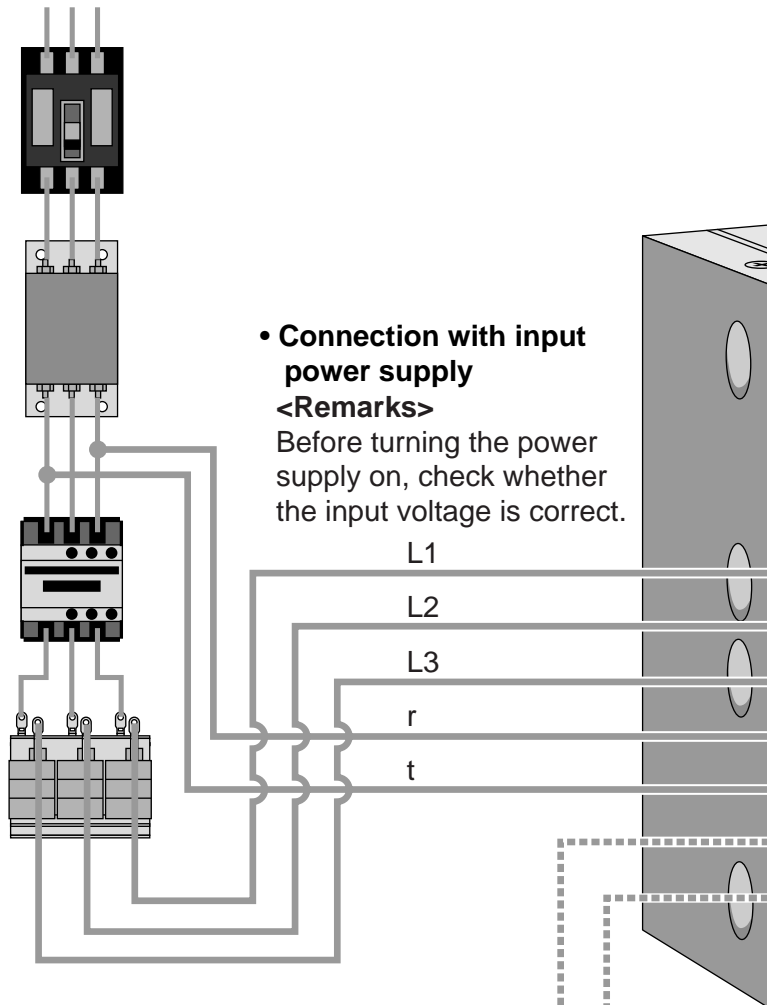 • Connection with input
power supply
<Remarks>
Before turning the power
supply on, check whether
the input voltage is correct.
L1
L2
L3
r
t